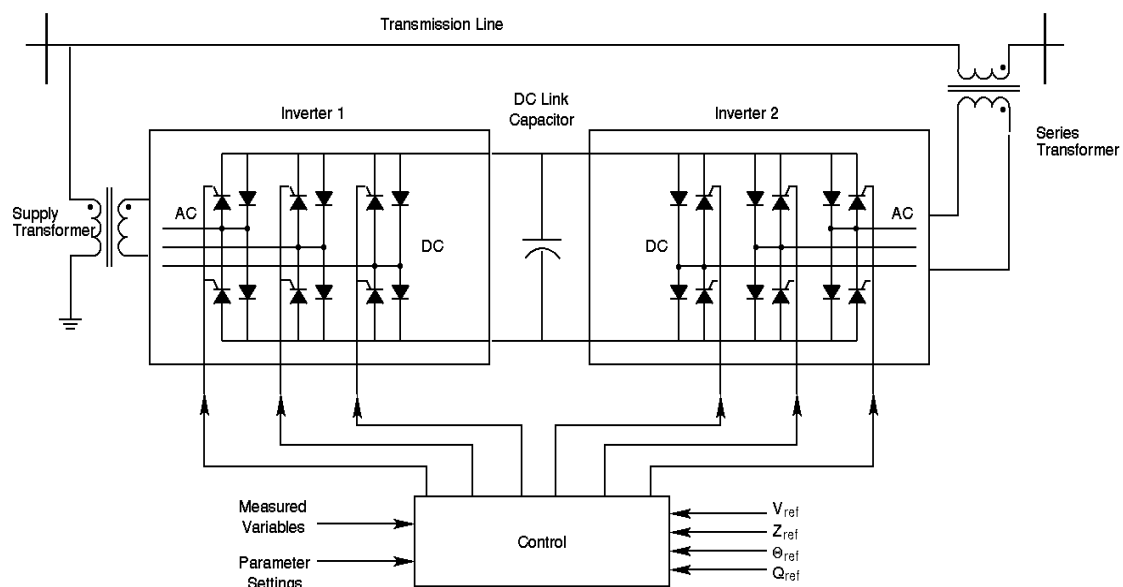 Transmission Line
Inverter 1
DC Link
Capacitor
Inverter 2
Series
Transformer
Supply
Transformer
AC
DC
DC
AC
Measured
Variables
Parameter
Settings
Control
Vref
Zref
Θref
Qref